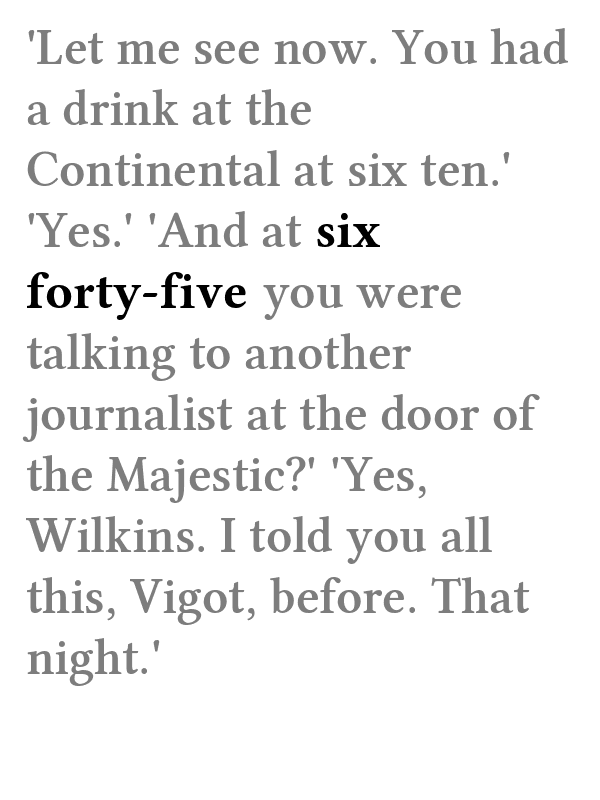 'Let me see now. You had
a drink at the
Continental at six ten.'
'Yes.' 'And at six
forty-five you were
talking to another
journalist at the door of
the Majestic?' 'Yes,
Wilkins. I told you all
this, Vigot, before. That
night.'